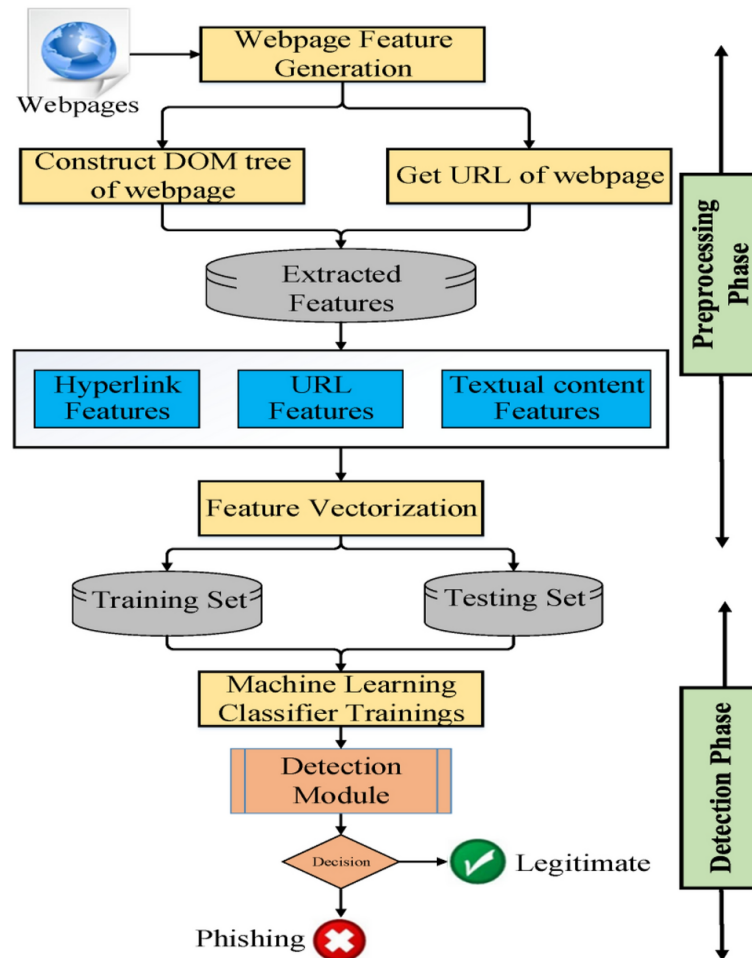 Webpage Feature
Generation
Webpages
Construct DOM tree
of webpage
Get URL of webpage
Extracted
Features
Preprocessing
Phase
Hyperlink
Features
URL
Features
Textual content
Features
Feature Vectorization
Training Set
Testing Set
Machine Learning
Classifier Trainings
Detection
Module
Detection Phase
Decision
Legitimate
Phishing